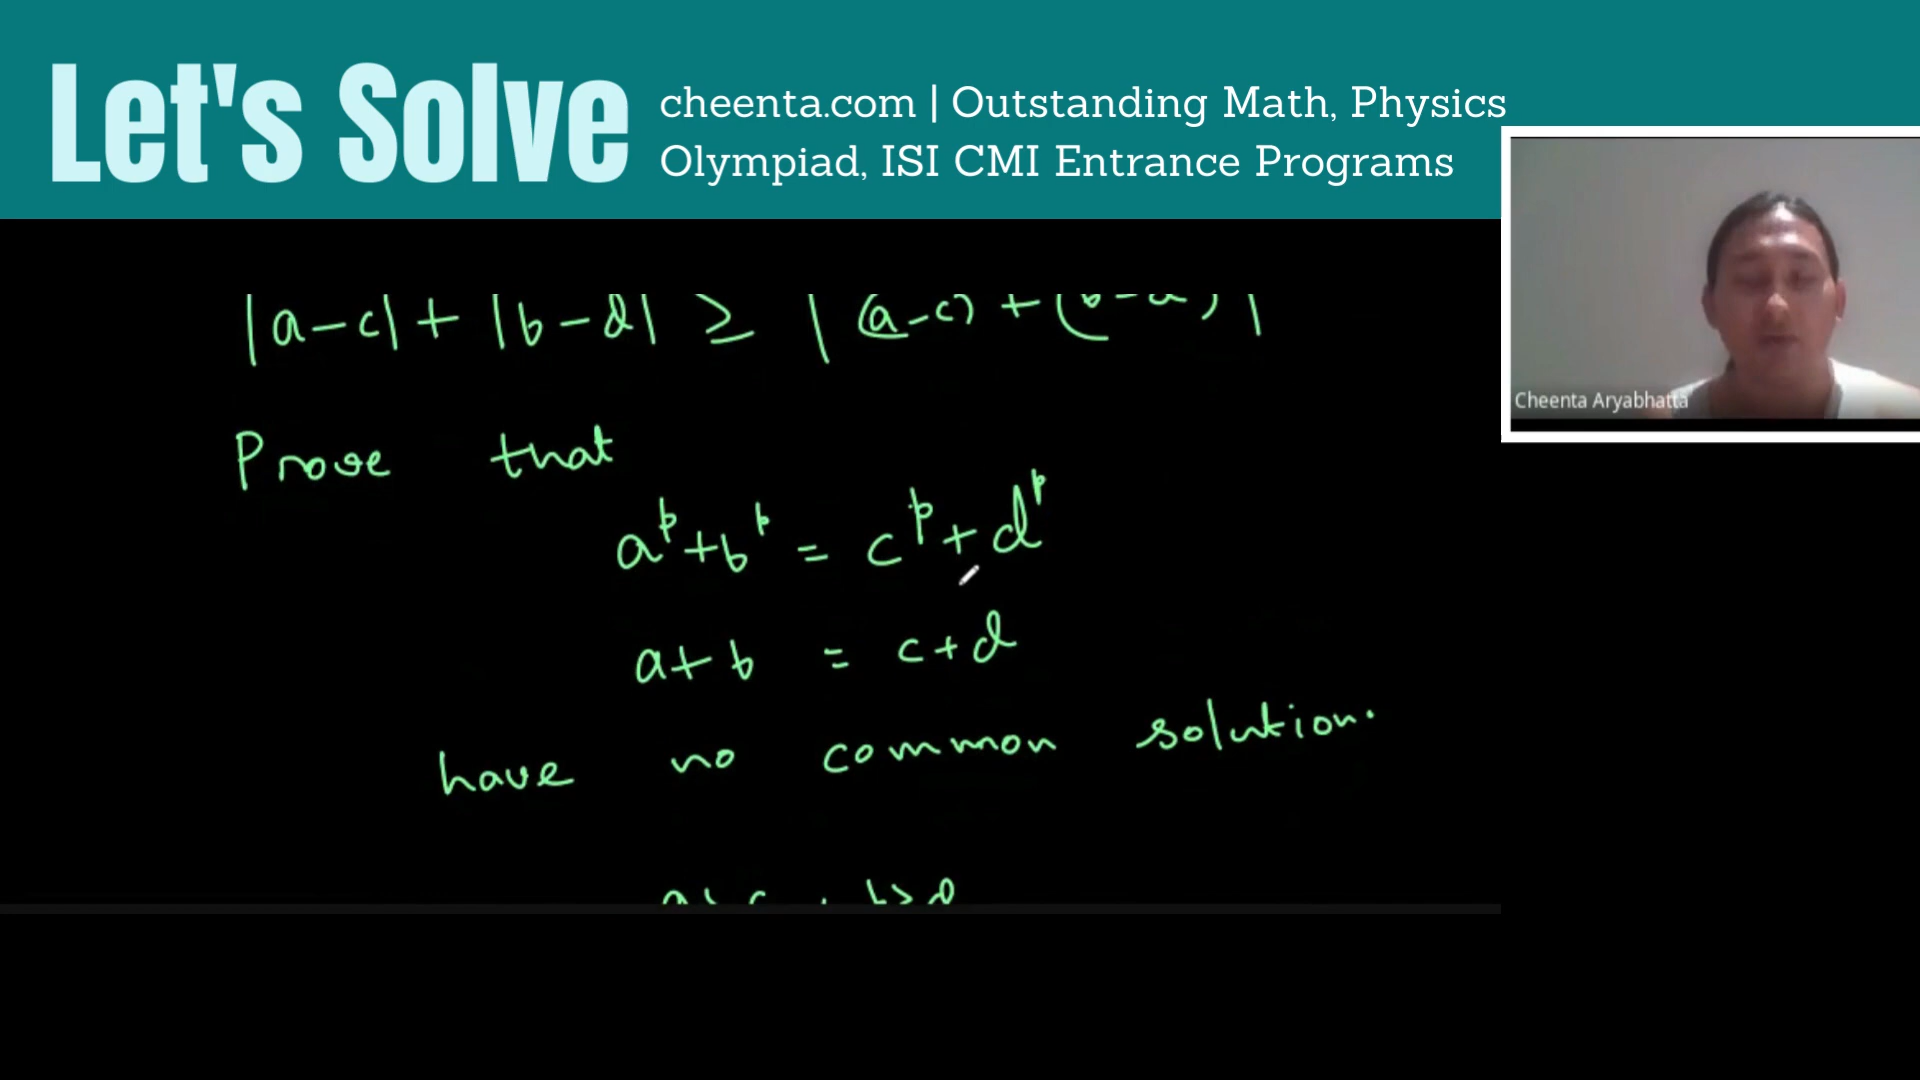 Let's Solve
cheenta.com | Outstanding Math, Physics
Olympiad, ISI CMI Entrance Programs
Cheenta Aryabhatta
|a-c| + |b-d| ≥ | (a-c) + (b-d) |
Prove that
a^p + b^p = c^p + d^p
a + b = c + d
have no common solution.